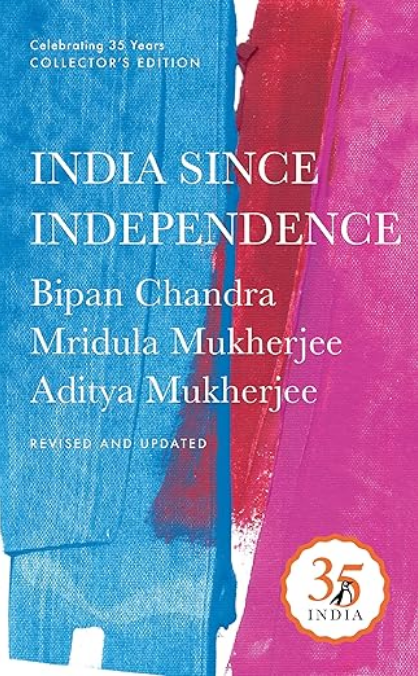 Celebrating 35 Years
COLLECTOR'S EDITION
INDIA SINCE
INDEPENDENCE
Bipan Chandra
Mridula Mukherjee
Aditya Mukherjee
REVISED AND UPDATED
35
INDIA